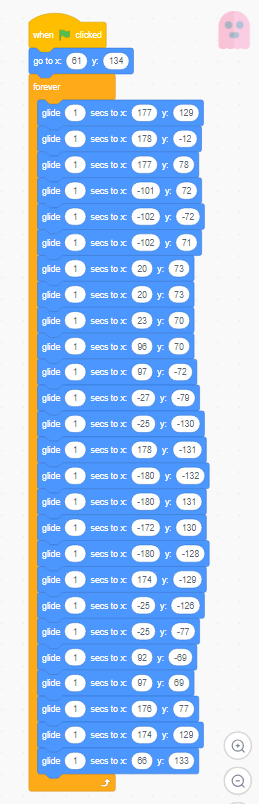 when clicked
go to x: 61 y: 134
forever
glide 1 secs to x: 177 y: 129
glide 1 secs to x: 178 y: -12
glide 1 secs to x: 177 y: 78
glide 1 secs to x: -101 y: 72
glide 1 secs to x: -102 y: -72
glide 1 secs to x: -102 y: 71
glide 1 secs to x: 20 y: 73
glide 1 secs to x: 20 y: 73
glide 1 secs to x: 23 y: 70
glide 1 secs to x: 96 y: 70
glide 1 secs to x: 97 y: -72
glide 1 secs to x: -27 y: -79
glide 1 secs to x: -25 y: -130
glide 1 secs to x: 178 y: -131
glide 1 secs to x: -180 y: -132
glide 1 secs to x: -180 y: 131
glide 1 secs to x: -172 y: 130
glide 1 secs to x: -180 y: -128
glide 1 secs to x: 174 y: -129
glide 1 secs to x: -25 y: -126
glide 1 secs to x: -25 y: -77
glide 1 secs to x: 92 y: -69
glide 1 secs to x: 97 y: 69
glide 1 secs to x: 176 y: 77
glide 1 secs to x: 174 y: 129
glide 1 secs to x: 66 y: 133